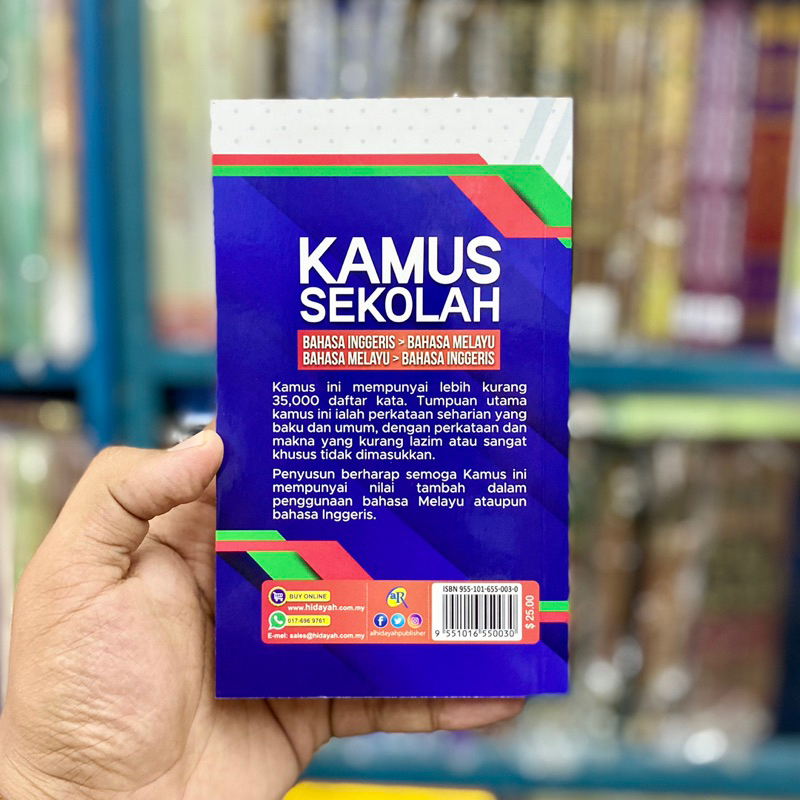 KAMUS
SEKOLAH
BAHASA INGGERIS > BAHASA MELAYU
BAHASA MELAYU > BAHASA INGGERIS
Kamus ini mempunyai lebih kurang
35,000 daftar kata. Tumpuan utama
kamus ini ialah perkataan seharian yang
baku dan umum, dengan perkataan dan
makna yang kurang lazim atau sangat
khusus tidak dimasukkan.
Penyusun berharap semoga Kamus ini
mempunyai nilai tambah dalam
penggunaan bahasa Melayu ataupun
bahasa Inggeris.
BUY ONLINE
www.hidayah.com.my
017-696 9761
E-mel: sales@hidayah.com.my
aR
alhidayahpublisher
ISBN 955-101-655-003-0
9 551016 550030
$ 25.00